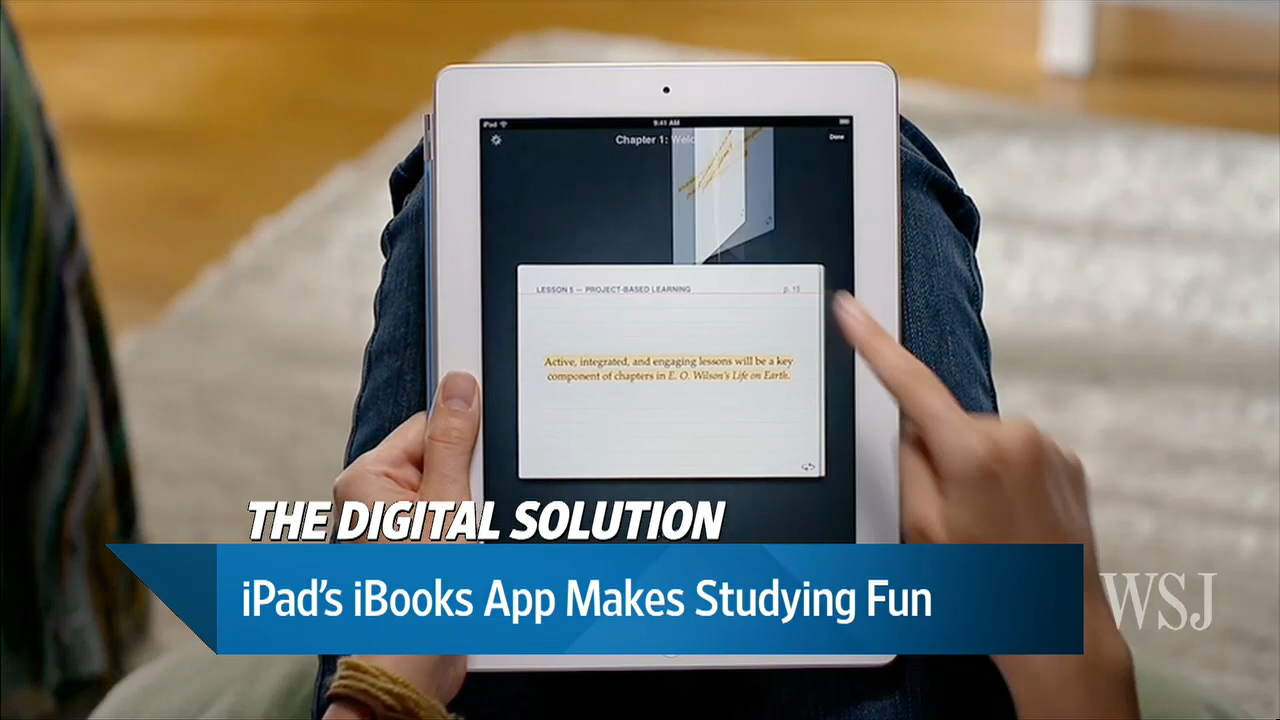 iPad 9:41 AM
Chapter 1: Welc Done
LESSON 5 — PROJECT-BASED LEARNING p. 15
Active, integrated, and engaging lessons will be a key
component of chapters in E. O. Wilson's Life on Earth.
THE DIGITAL SOLUTION
iPad's iBooks App Makes Studying Fun
WSJ